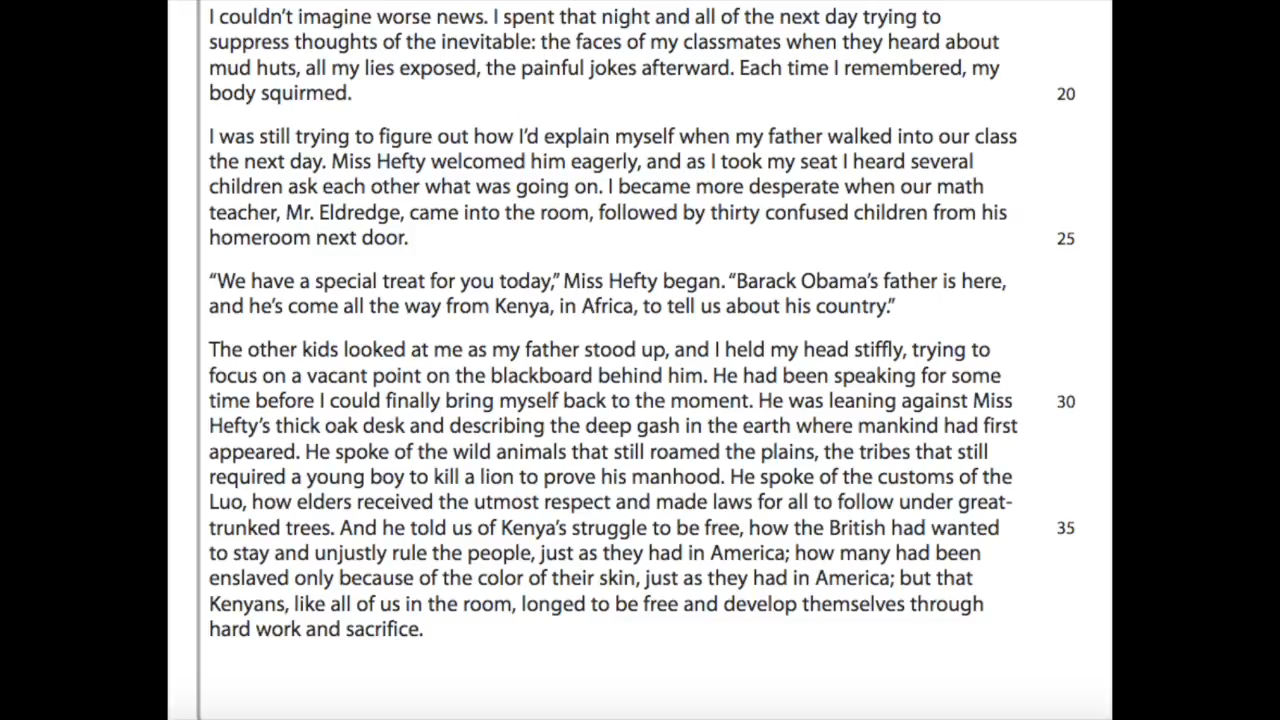 I couldn’t imagine worse news. I spent that night and all of the next day trying to
suppress thoughts of the inevitable: the faces of my classmates when they heard about
mud huts, all my lies exposed, the painful jokes afterward. Each time I remembered, my
body squirmed. 20
I was still trying to figure out how I’d explain myself when my father walked into our class
the next day. Miss Hefty welcomed him eagerly, and as I took my seat I heard several
children ask each other what was going on. I became more desperate when our math
teacher, Mr. Eldredge, came into the room, followed by thirty confused children from his
homeroom next door. 25
“We have a special treat for you today,” Miss Hefty began. “Barack Obama’s father is here,
and he’s come all the way from Kenya, in Africa, to tell us about his country.”
The other kids looked at me as my father stood up, and I held my head stiffly, trying to
focus on a vacant point on the blackboard behind him. He had been speaking for some
time before I could finally bring myself back to the moment. He was leaning against Miss 30
Hefty’s thick oak desk and describing the deep gash in the earth where mankind had first
appeared. He spoke of the wild animals that still roamed the plains, the tribes that still
required a young boy to kill a lion to prove his manhood. He spoke of the customs of the
Luo, how elders received the utmost respect and made laws for all to follow under great-
trunked trees. And he told us of Kenya’s struggle to be free, how the British had wanted 35
to stay and unjustly rule the people, just as they had in America; how many had been
enslaved only because of the color of their skin, just as they had in America; but that
Kenyans, like all of us in the room, longed to be free and develop themselves through
hard work and sacrifice.